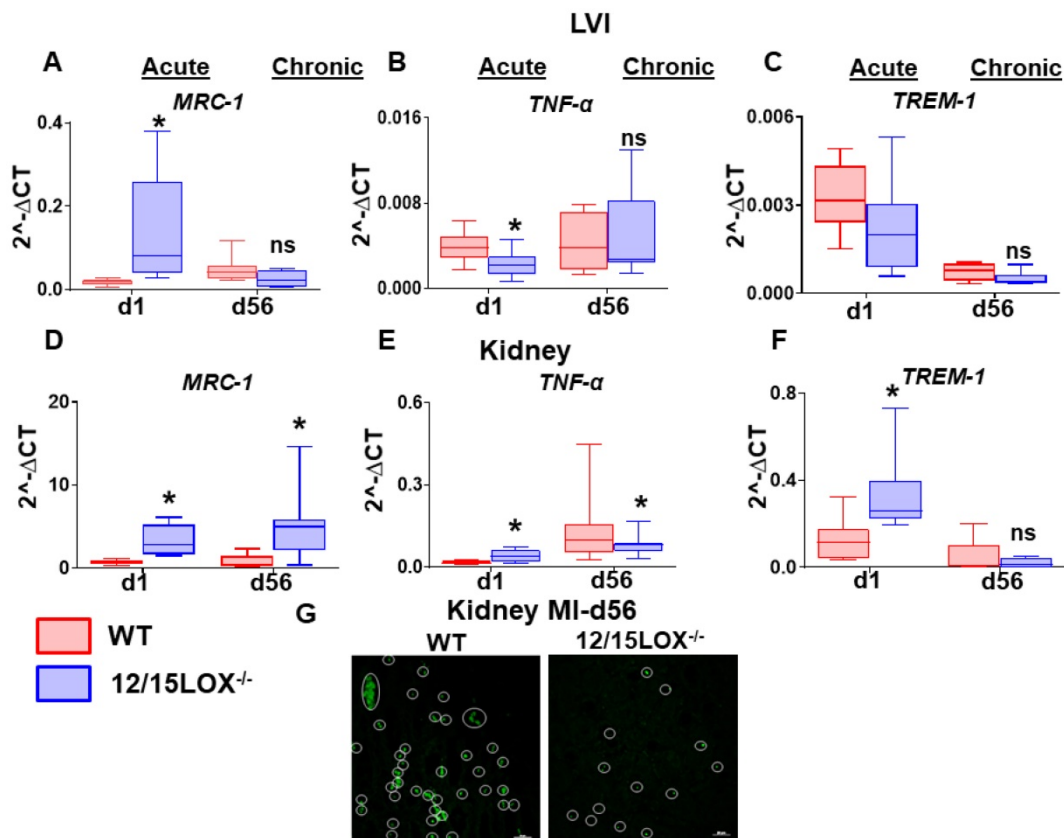 LVI
A Acute Chronic B Acute Chronic C Acute Chronic
MRC-1 TNF-α TREM-1
2^-ΔCT
0.4
0.2
0.0
*
ns
d1 d56
2^-ΔCT
0.016
0.008
0.000
*
ns
d1 d56
2^-ΔCT
0.006
0.003
0.000
ns
d1 d56
Kidney
D MRC-1 E TNF-α F TREM-1
2^-ΔCT
20
10
0
*
*
d1 d56
2^-ΔCT
0.6
0.3
0.0
*
*
d1 d56
2^-ΔCT
0.8
0.4
0.0
*
ns
d1 d56
WT
12/15LOX-/-
G Kidney MI-d56
WT 12/15LOX-/-